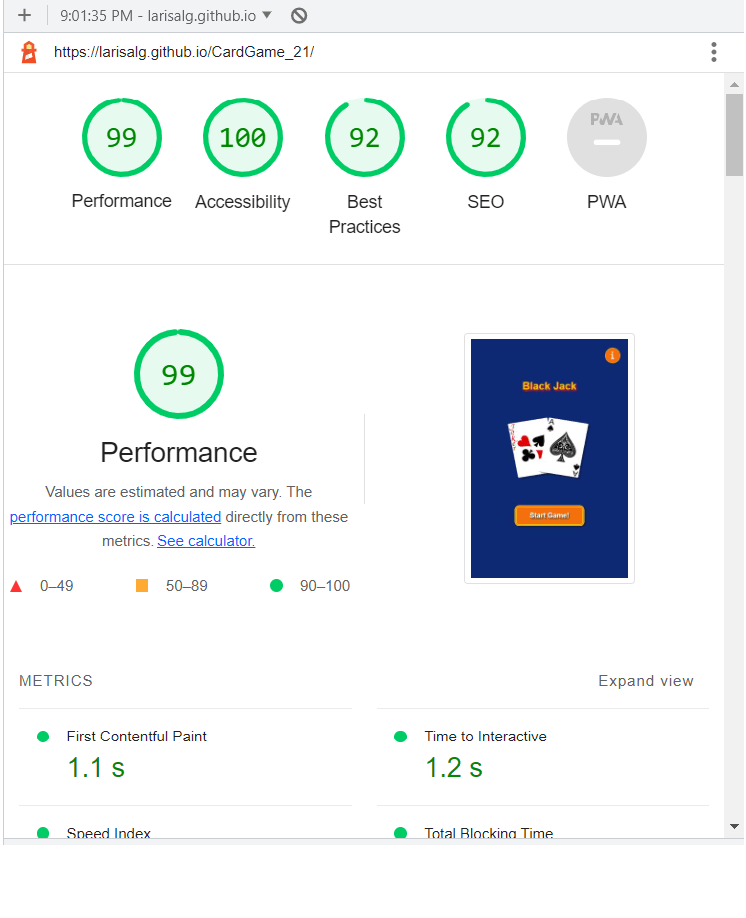 9:01:35 PM - larisalg.github.io
https://larisalg.github.io/CardGame_21/
99
100
92
92
PWA
Performance
Accessibility
Best
Practices
SEO
PWA
99
Performance
Values are estimated and may vary. The
performance score is calculated directly from these
metrics. See calculator.
0–49
50–89
90–100
Black Jack
Start Game!
METRICS
Expand view
First Contentful Paint
1.1 s
Time to Interactive
1.2 s
Speed Index
Total Blocking Time